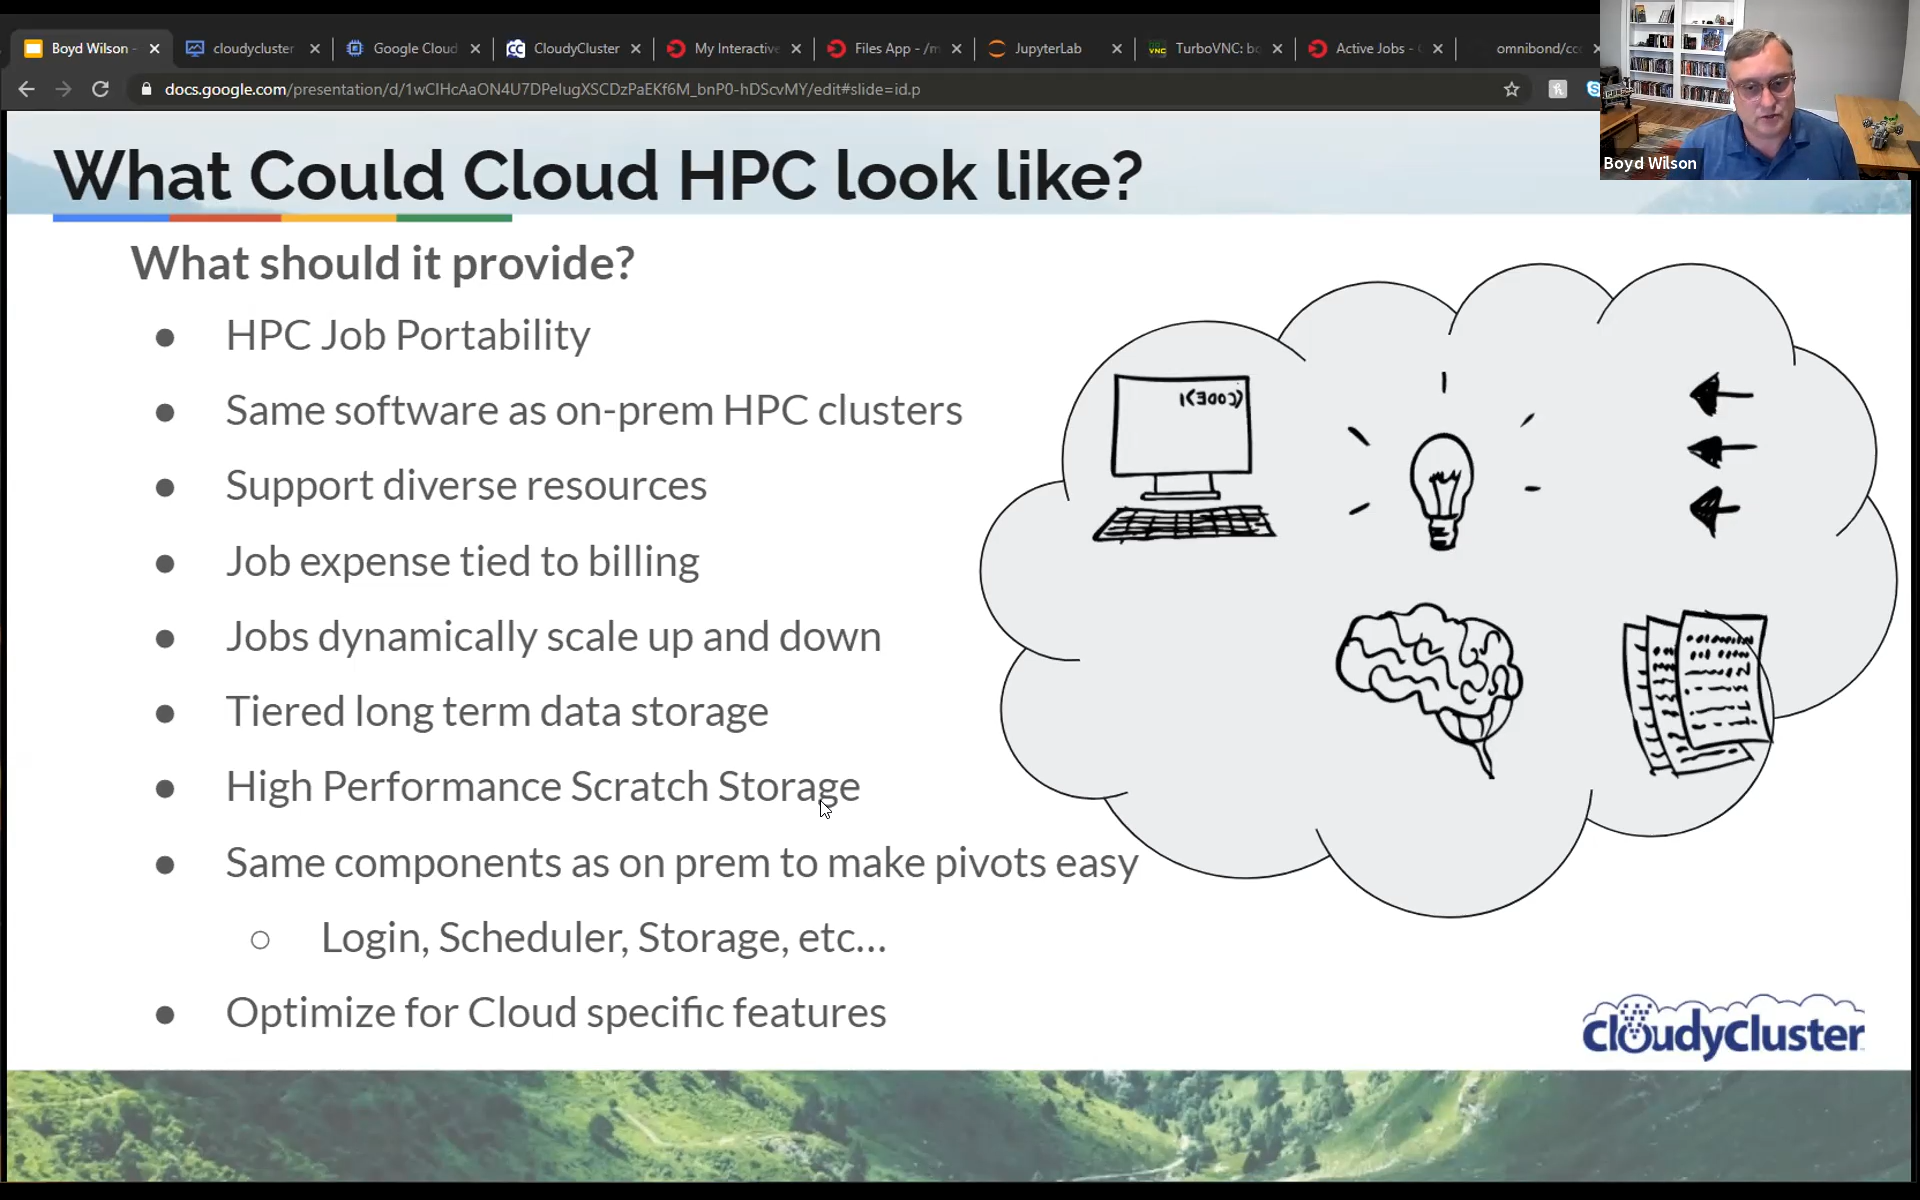 Boyd Wilson -
cloudycluster
Google Cloud
CloudyCluster
My Interactive
Files App - /m
JupyterLab
TurboVNC: bo
Active Jobs -
omnibond/cc
docs.google.com/presentation/d/1wCIHcAaON4U7DPelugXSCDzPaEKf6M_bnP0-hDScvMY/edit#slide=id.p
Boyd Wilson
What Could Cloud HPC look like?
What should it provide?
● HPC Job Portability
● Same software as on-prem HPC clusters
● Support diverse resources
● Job expense tied to billing
● Jobs dynamically scale up and down
● Tiered long term data storage
● High Performance Scratch Storage
● Same components as on prem to make pivots easy
○ Login, Scheduler, Storage, etc...
● Optimize for Cloud specific features
cloudycluster